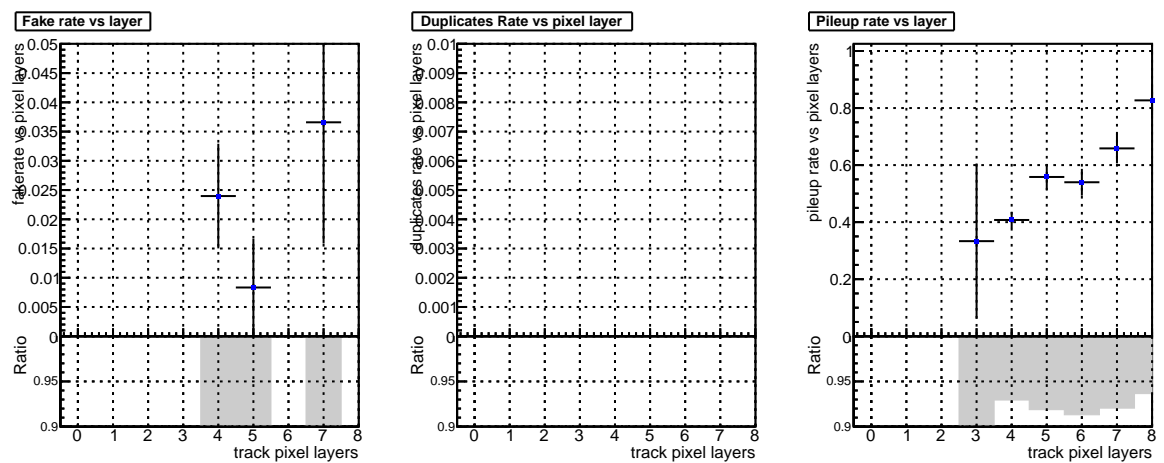 Fake rate vs layer
fakerate vs pixel layers
0.05
0.045
0.04
0.035
0.03
0.025
0.02
0.015
0.01
0.005
0
Ratio
0.95
0.9
0 1 2 3 4 5 6 7 8
track pixel layers
Duplicates Rate vs pixel layer
duplicates rate vs pixel layers
0.01
0.009
0.008
0.007
0.006
0.005
0.004
0.003
0.002
0.001
0
Ratio
0.95
0.9
0 1 2 3 4 5 6 7 8
track pixel layers
Pileup rate vs layer
pileup rate vs pixel layers
1
0.8
0.6
0.4
0.2
0
Ratio
0.95
0.9
0 1 2 3 4 5 6 7 8
track pixel layers